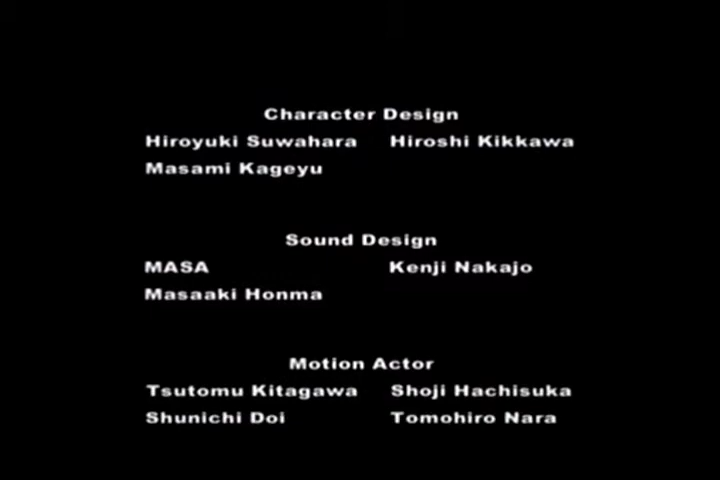 Character Design
Hiroyuki Suwahara Hiroshi Kikkawa
Masami Kageyu
Sound Design
MASA Kenji Nakajo
Masaaki Honma
Motion Actor
Tsutomu Kitagawa Shoji Hachisuka
Shunichi Doi Tomohiro Nara